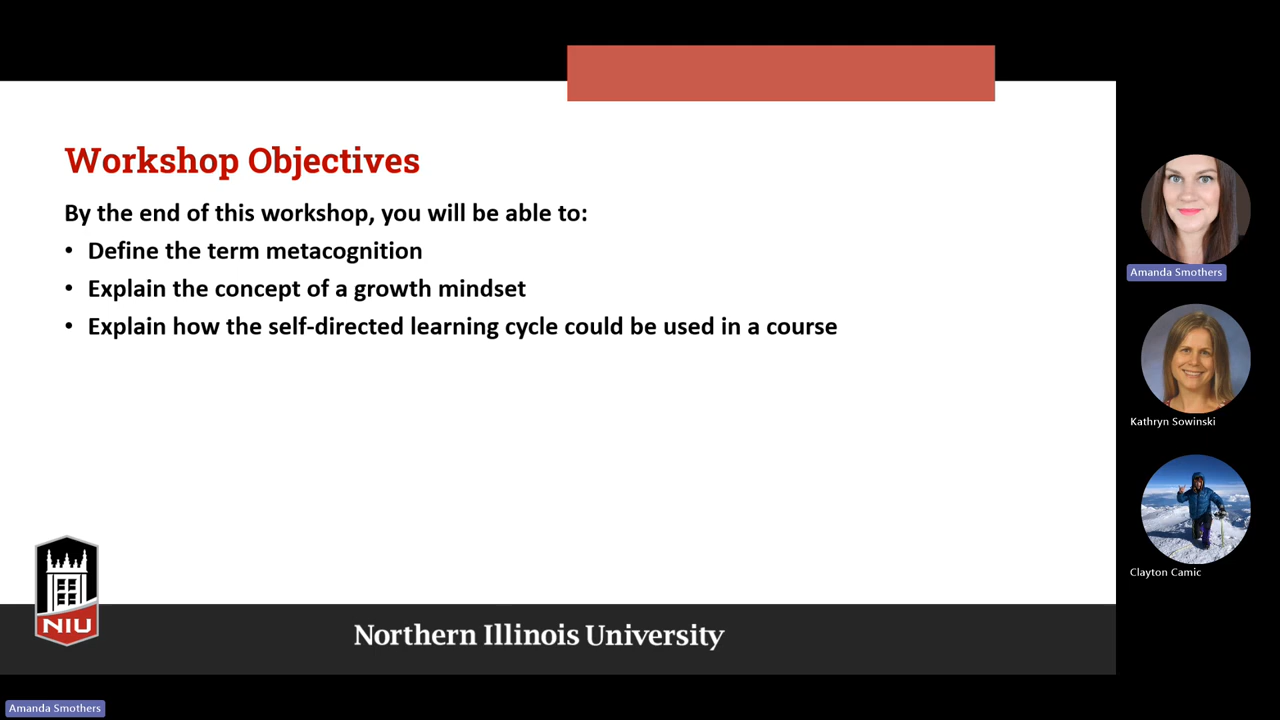 Workshop Objectives
By the end of this workshop, you will be able to:
• Define the term metacognition
• Explain the concept of a growth mindset
• Explain how the self-directed learning cycle could be used in a course
Amanda Smothers
Kathryn Sowinski
Clayton Camic
NIU
Northern Illinois University
Amanda Smothers